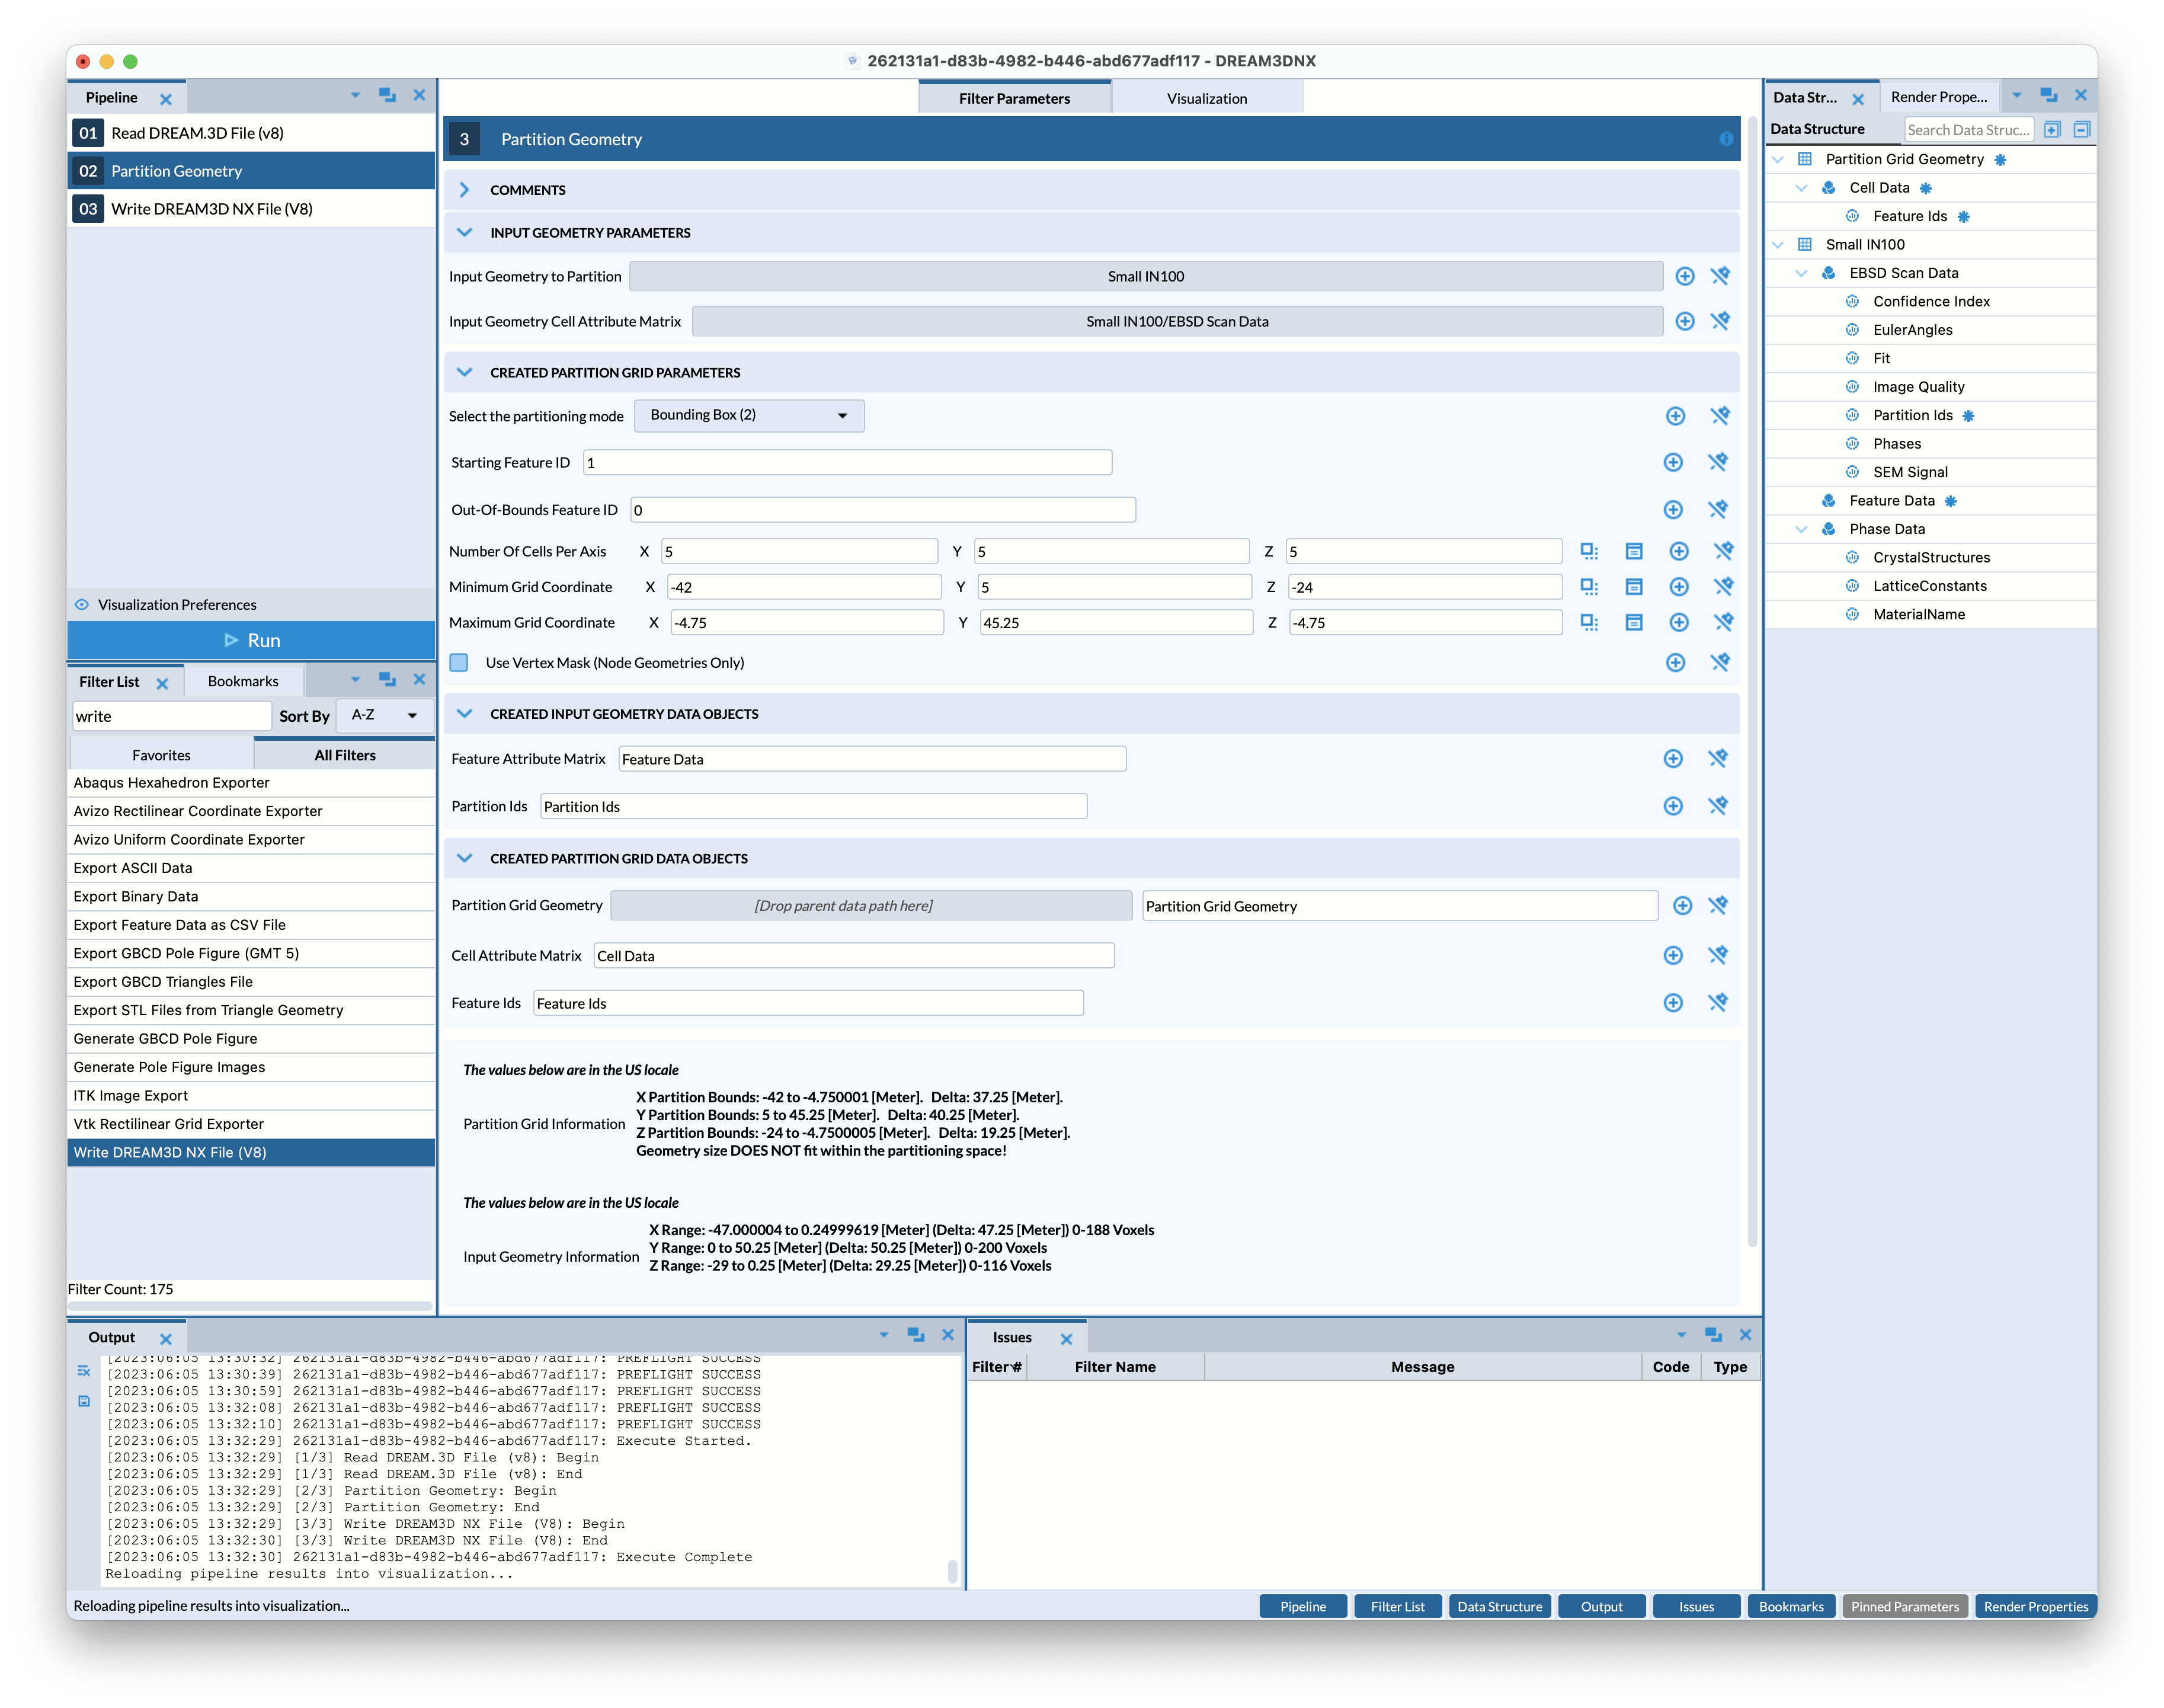 262131a1-d83b-4982-b446-abd677adf117 - DREAM3DNX
Pipeline
01 Read DREAM.3D File (v8)
02 Partition Geometry
03 Write DREAM3D NX File (V8)
Visualization Preferences
Run
Filter List
Bookmarks
write
Sort By
A-Z
Favorites
All Filters
Abaqus Hexahedron Exporter
Avizo Rectilinear Coordinate Exporter
Avizo Uniform Coordinate Exporter
Export ASCII Data
Export Binary Data
Export Feature Data as CSV File
Export GBCD Pole Figure (GMT 5)
Export GBCD Triangles File
Export STL Files from Triangle Geometry
Generate GBCD Pole Figure
Generate Pole Figure Images
ITK Image Export
Vtk Rectilinear Grid Exporter
Write DREAM3D NX File (V8)
Filter Count: 175
Filter Parameters
Visualization
3 Partition Geometry
COMMENTS
INPUT GEOMETRY PARAMETERS
Input Geometry to Partition Small IN100
Input Geometry Cell Attribute Matrix Small IN100/EBSD Scan Data
CREATED PARTITION GRID PARAMETERS
Select the partitioning mode Bounding Box (2)
Starting Feature ID 1
Out-Of-Bounds Feature ID 0
Number Of Cells Per Axis X 5 Y 5 Z 5
Minimum Grid Coordinate X -42 Y 5 Z -24
Maximum Grid Coordinate X -4.75 Y 45.25 Z -4.75
Use Vertex Mask (Node Geometries Only)
CREATED INPUT GEOMETRY DATA OBJECTS
Feature Attribute Matrix Feature Data
Partition Ids Partition Ids
CREATED PARTITION GRID DATA OBJECTS
Partition Grid Geometry [Drop parent data path here] Partition Grid Geometry
Cell Attribute Matrix Cell Data
Feature Ids Feature Ids
The values below are in the US locale
Partition Grid Information
X Partition Bounds: -42 to -4.750001 [Meter]. Delta: 37.25 [Meter].
Y Partition Bounds: 5 to 45.25 [Meter]. Delta: 40.25 [Meter].
Z Partition Bounds: -24 to -4.7500005 [Meter]. Delta: 19.25 [Meter].
Geometry size DOES NOT fit within the partitioning space!
The values below are in the US locale
Input Geometry Information
X Range: -47.000004 to 0.24999619 [Meter] (Delta: 47.25 [Meter]) 0-188 Voxels
Y Range: 0 to 50.25 [Meter] (Delta: 50.25 [Meter]) 0-200 Voxels
Z Range: -29 to 0.25 [Meter] (Delta: 29.25 [Meter]) 0-116 Voxels
Data Str...
Render Prope...
Data Structure
Search Data Struc...
Partition Grid Geometry
Cell Data
Feature Ids
Small IN100
EBSD Scan Data
Confidence Index
EulerAngles
Fit
Image Quality
Partition Ids
Phases
SEM Signal
Feature Data
Phase Data
CrystalStructures
LatticeConstants
MaterialName
Output
[2023:06:05 13:30:32] 262131a1-d83b-4982-b446-abd677adf117: PREFLIGHT SUCCESS
[2023:06:05 13:30:39] 262131a1-d83b-4982-b446-abd677adf117: PREFLIGHT SUCCESS
[2023:06:05 13:30:59] 262131a1-d83b-4982-b446-abd677adf117: PREFLIGHT SUCCESS
[2023:06:05 13:32:08] 262131a1-d83b-4982-b446-abd677adf117: PREFLIGHT SUCCESS
[2023:06:05 13:32:10] 262131a1-d83b-4982-b446-abd677adf117: PREFLIGHT SUCCESS
[2023:06:05 13:32:29] 262131a1-d83b-4982-b446-abd677adf117: Execute Started.
[2023:06:05 13:32:29] [1/3] Read DREAM.3D File (v8): Begin
[2023:06:05 13:32:29] [1/3] Read DREAM.3D File (v8): End
[2023:06:05 13:32:29] [2/3] Partition Geometry: Begin
[2023:06:05 13:32:29] [2/3] Partition Geometry: End
[2023:06:05 13:32:29] [3/3] Write DREAM3D NX File (V8): Begin
[2023:06:05 13:32:30] [3/3] Write DREAM3D NX File (V8): End
[2023:06:05 13:32:30] 262131a1-d83b-4982-b446-abd677adf117: Execute Complete
Reloading pipeline results into visualization...
Issues
Filter# Filter Name Message Code Type
Reloading pipeline results into visualization...
Pipeline Filter List Data Structure Output Issues Bookmarks Pinned Parameters Render Properties